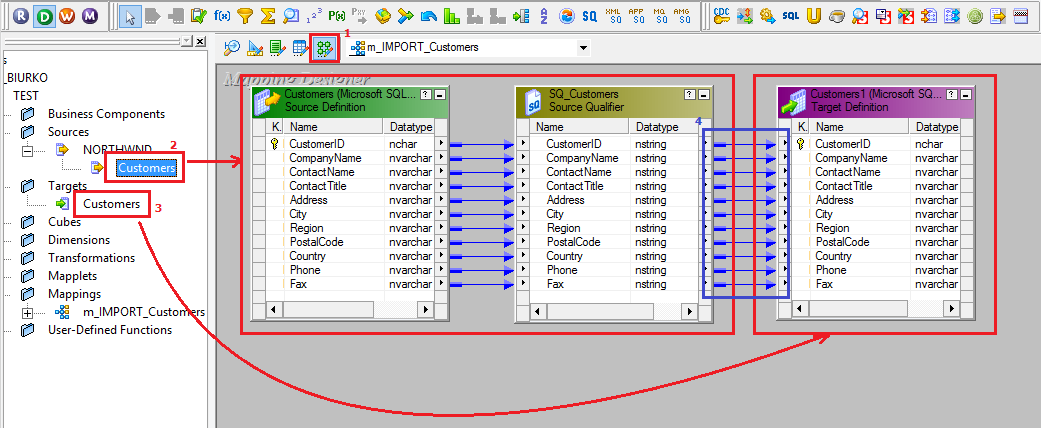 R D W M f(x) Σ 1,2,3 P(x) Pxy A Z SQ XML SQ APP SQ MQ SQ AMG SQ CDC SQL U
1
m_IMPORT_Customers
s
_BIURKO
TEST
Business Components
Sources
NORTHWND
2
Customers
Targets
Customers
3
Cubes
Dimensions
Transformations
Mapplets
Mappings
m_IMPORT_Customers
User-Defined Functions
Mapping Designer
Customers (Microsoft SQL...
Source Definition
K. Name Datatype
CustomerID nchar
CompanyName nvarchar
ContactName nvarchar
ContactTitle nvarchar
Address nvarchar
City nvarchar
Region nvarchar
PostalCode nvarchar
Country nvarchar
Phone nvarchar
Fax nvarchar
SQ
SQ_Customers
Source Qualifier
Name Datatype
CustomerID nstring
CompanyName nstring
ContactName nstring
ContactTitle nstring
Address nstring
City nstring
Region nstring
PostalCode nstring
Country nstring
Phone nstring
Fax nstring
4
Customers1 (Microsoft SQ...
Target Definition
K. Name Datatype
CustomerID nchar
CompanyName nvarchar
ContactName nvarchar
ContactTitle nvarchar
Address nvarchar
City nvarchar
Region nvarchar
PostalCode nvarchar
Country nvarchar
Phone nvarchar
Fax nvarchar